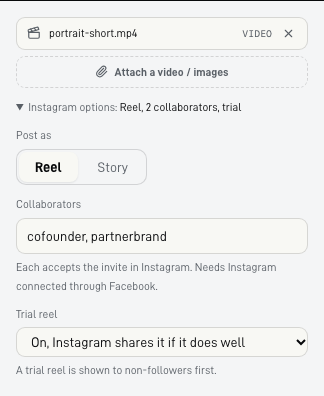 portrait-short.mp4 VIDEO ✕
Attach a video / images
▼ Instagram options: Reel, 2 collaborators, trial
Post as
Reel Story
Collaborators
cofounder, partnerbrand
Each accepts the invite in Instagram. Needs Instagram
connected through Facebook.
Trial reel
On, Instagram shares it if it does well
A trial reel is shown to non-followers first.